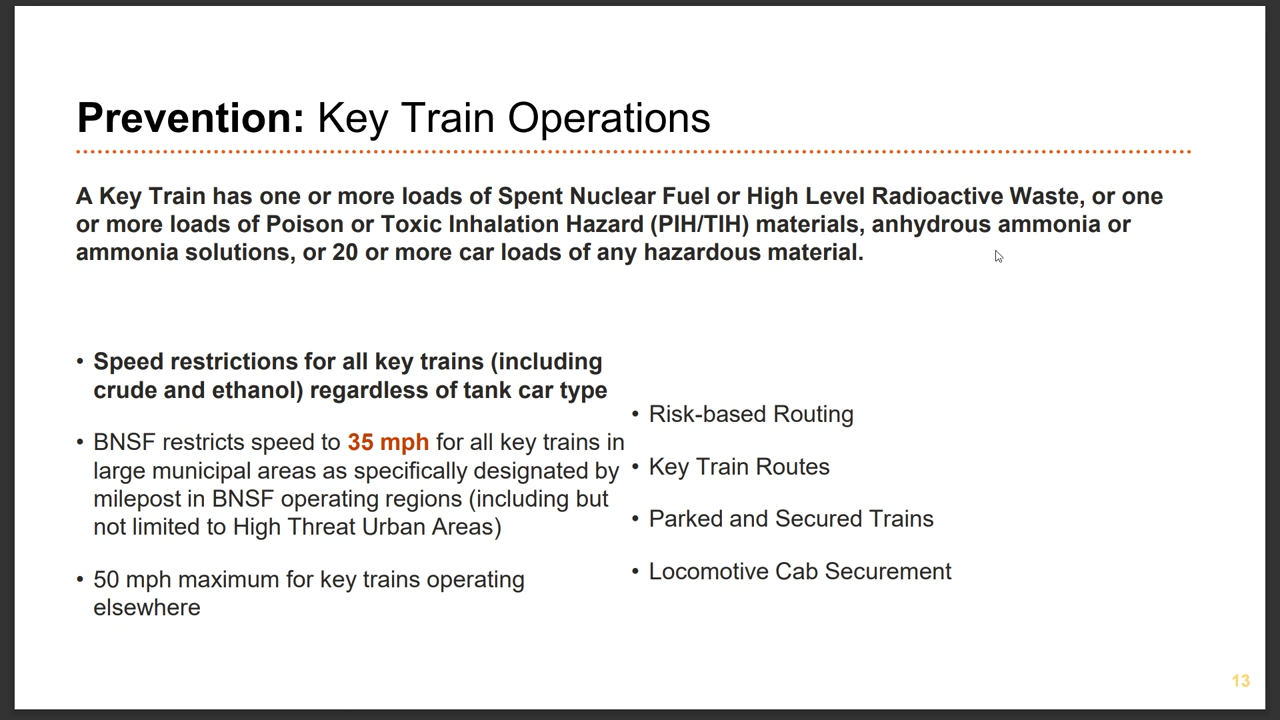 Prevention: Key Train Operations
A Key Train has one or more loads of Spent Nuclear Fuel or High Level Radioactive Waste, or one
or more loads of Poison or Toxic Inhalation Hazard (PIH/TIH) materials, anhydrous ammonia or
ammonia solutions, or 20 or more car loads of any hazardous material.
• Speed restrictions for all key trains (including
crude and ethanol) regardless of tank car type
• BNSF restricts speed to 35 mph for all key trains in
large municipal areas as specifically designated by
milepost in BNSF operating regions (including but
not limited to High Threat Urban Areas)
• 50 mph maximum for key trains operating
elsewhere
• Risk-based Routing
• Key Train Routes
• Parked and Secured Trains
• Locomotive Cab Securement
13